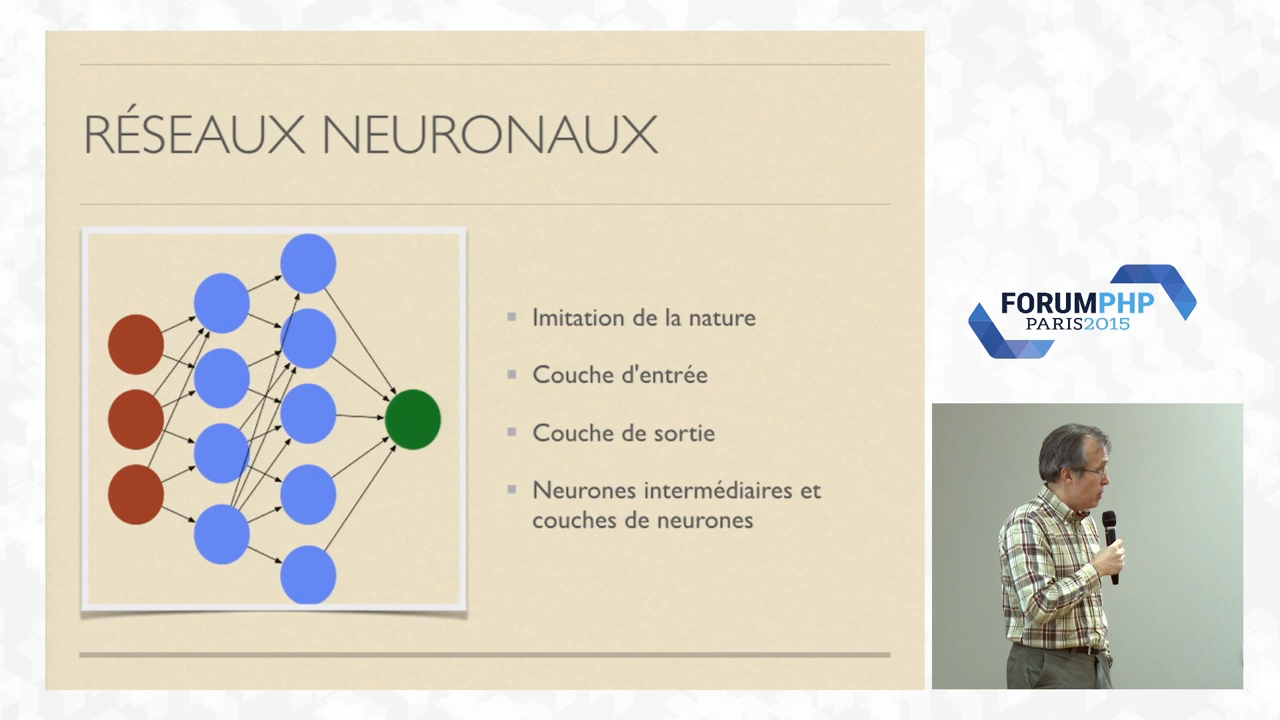 RÉSEAUX NEURONAUX
Imitation de la nature
Couche d'entrée
Couche de sortie
Neurones intermédiaires et
couches de neurones
FORUMPHP
PARIS2015